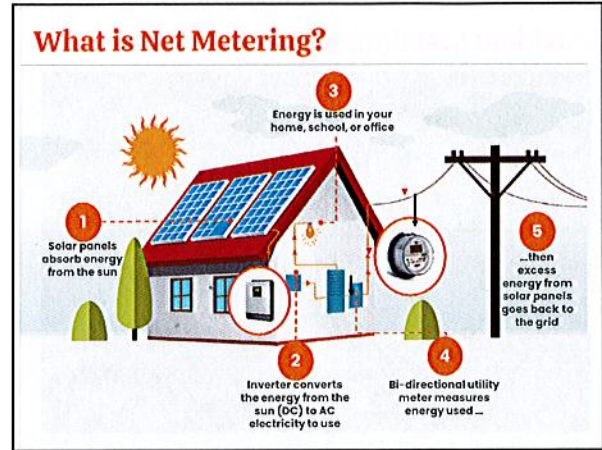 What is Net Metering?
3
Energy is used in your
home, school, or office
1
Solar panels
absorb energy
from the sun
2
Inverter converts
the energy from the
sun (DC) to AC
electricity to use
4
Bi-directional utility
meter measures
energy used ...
5
...then
excess
energy from
solar panels
goes back to
the grid